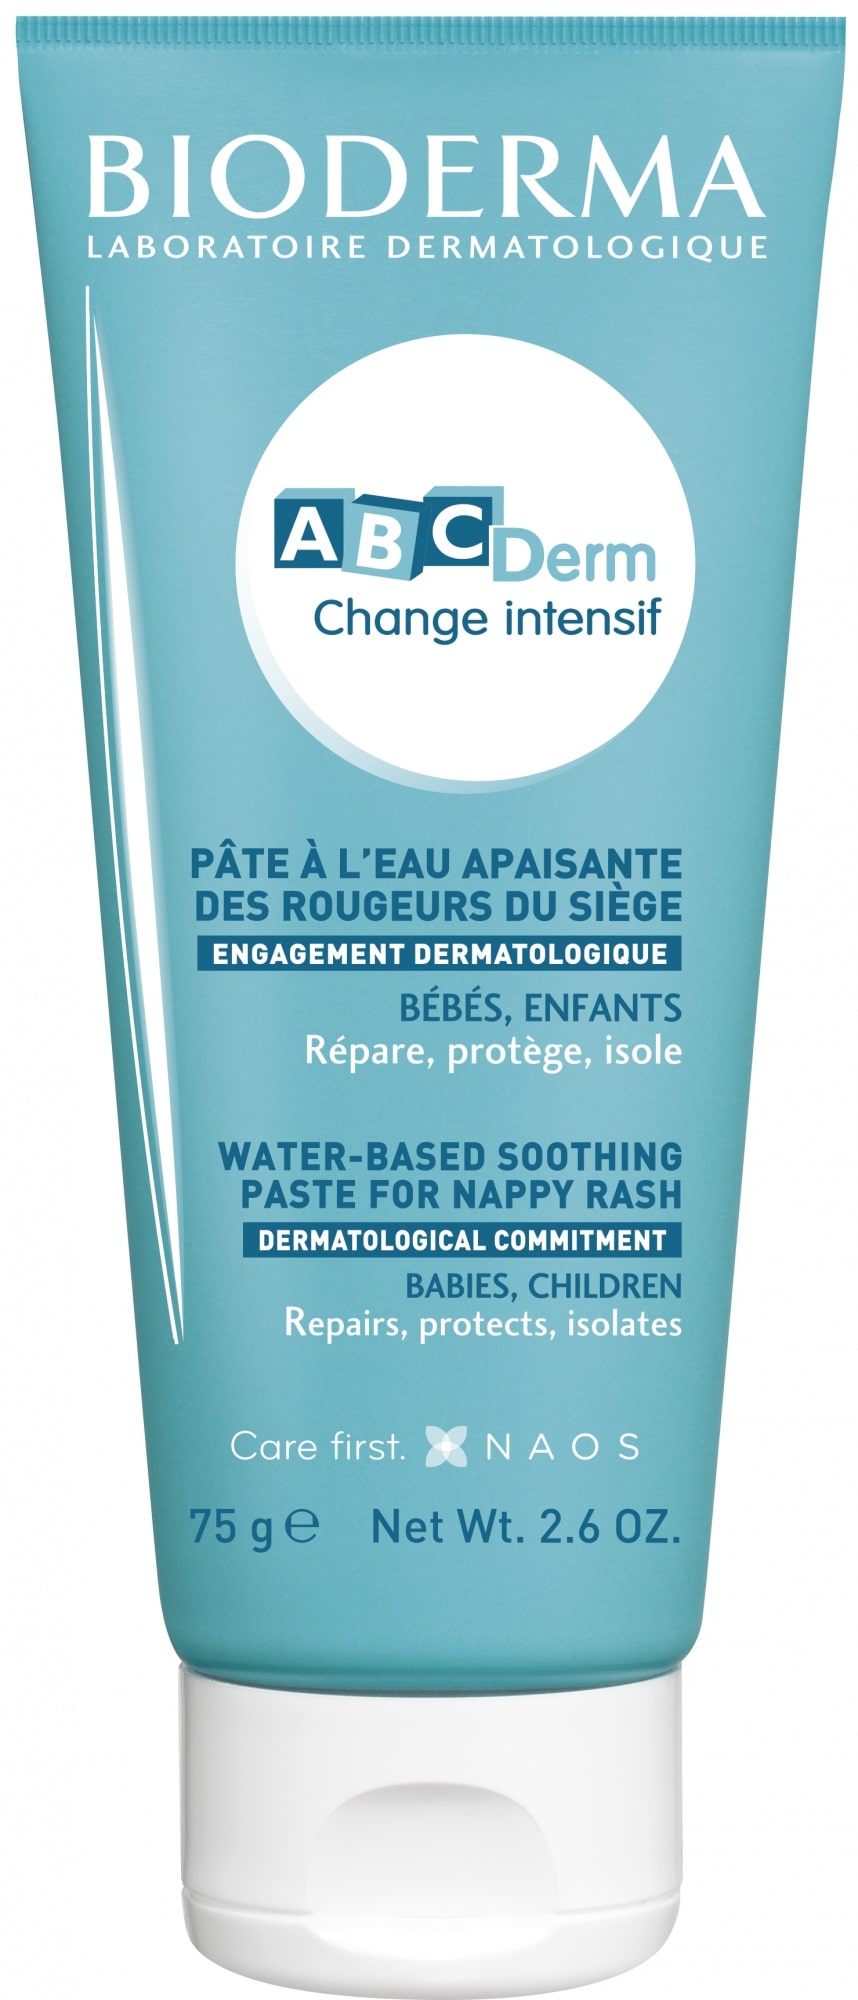 BIODERMA
LABORATOIRE DERMATOLOGIQUE
ABCDerm
Change intensif
PÂTE À L'EAU APAISANTE
DES ROUGEURS DU SIÈGE
ENGAGEMENT DERMATOLOGIQUE
BÉBÉS, ENFANTS
Répare, protège, isole
WATER-BASED SOOTHING
PASTE FOR NAPPY RASH
DERMATOLOGICAL COMMITMENT
BABIES, CHILDREN
Repairs, protects, isolates
Care first. NAOS
75 g ℮ Net Wt. 2.6 OZ.